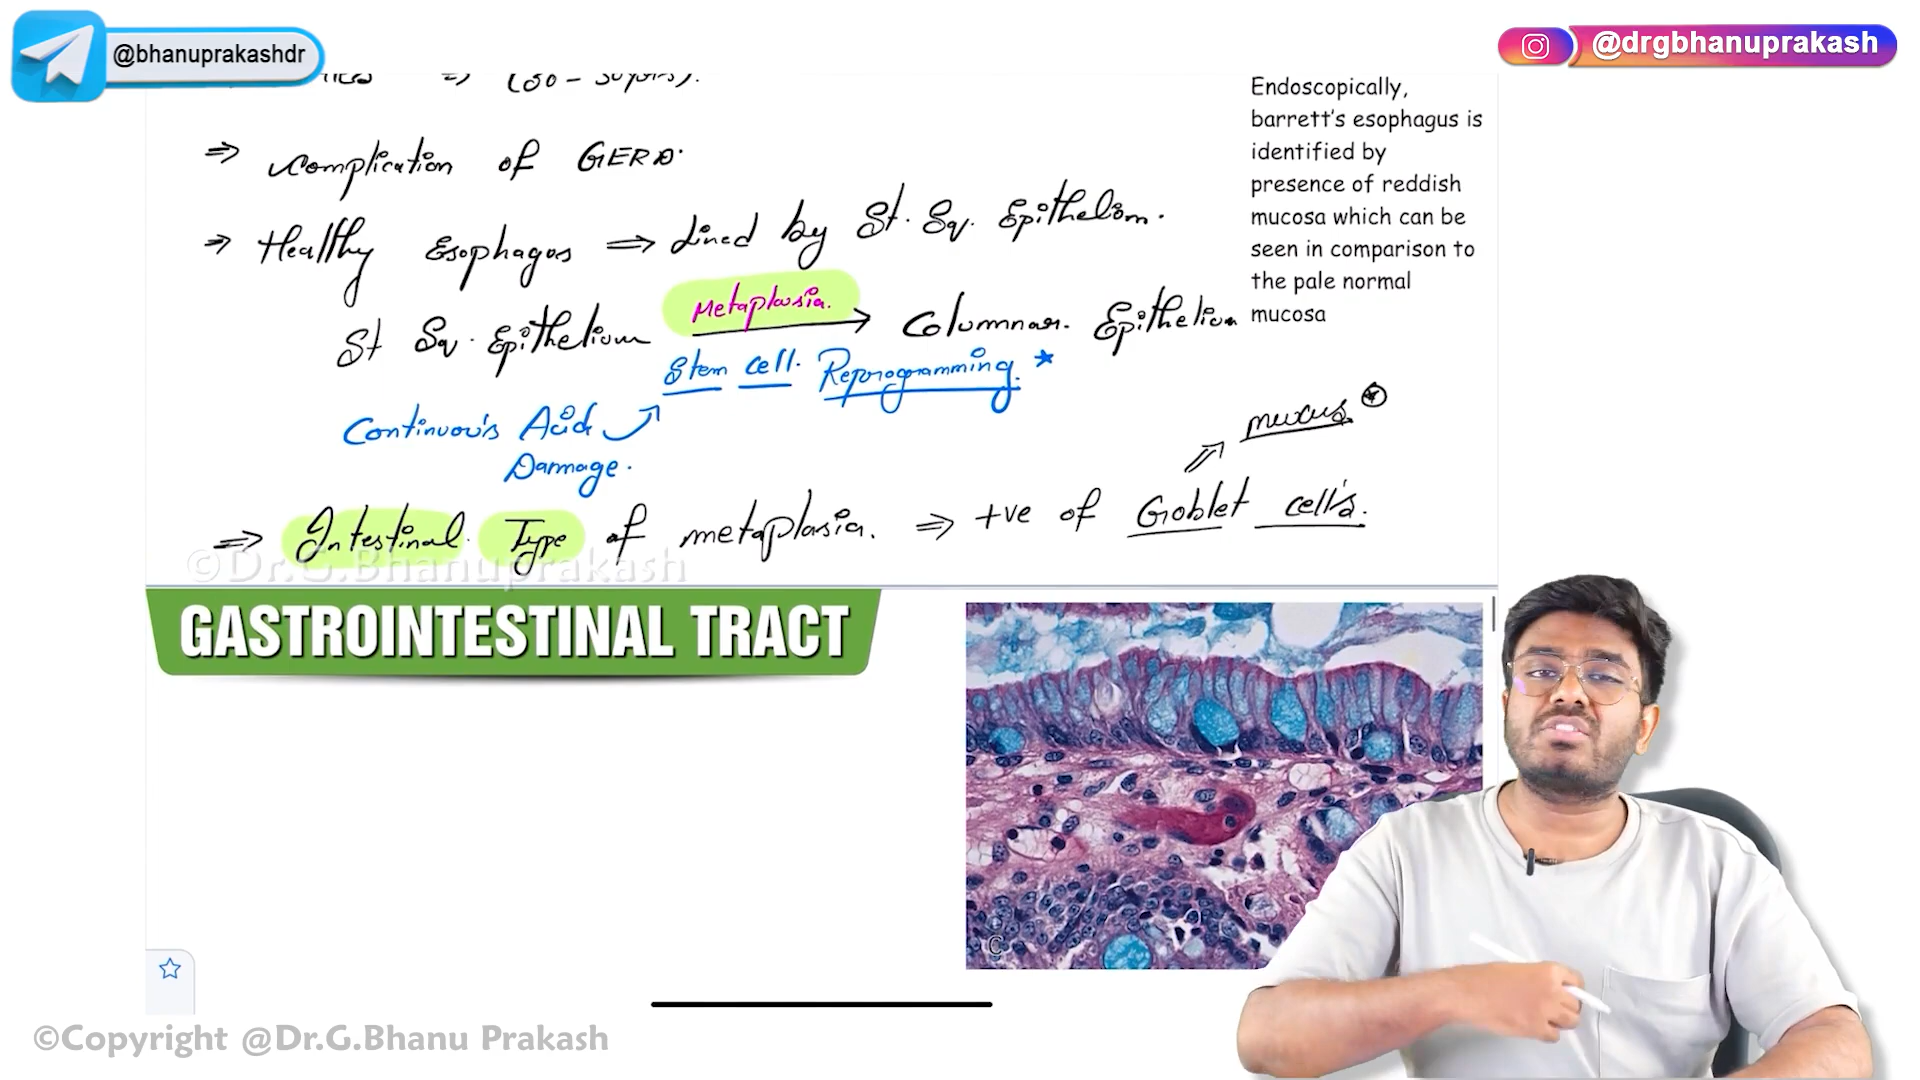 @bhanuprakashdr
@drgbhanuprakash
⇒ Complication of GERD.
⇒ Healthy Esophagus ⇒ Lined by St. Sq. Epithelium.
St Sq. Epithelium Metaplasia. → Columnar. Epithelium
Stem cell. Reprogramming. *
Continuous Acid
Damage.
mucus
⇒ Intestinal Type of metaplasia. ⇒ +ve of Goblet cells.
Endoscopically,
barrett's esophagus is
identified by
presence of reddish
mucosa which can be
seen in comparison to
the pale normal
mucosa
©Dr.G.Bhanuprakash
GASTROINTESTINAL TRACT
C
©Copyright @Dr.G.Bhanu Prakash